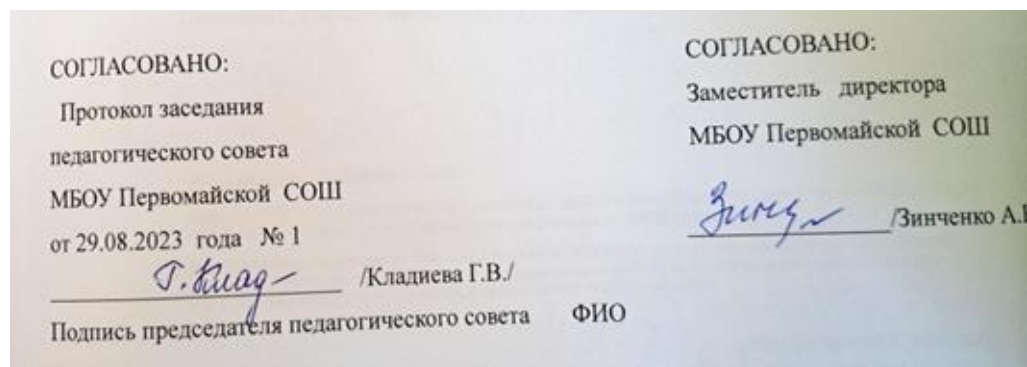 СОГЛАСОВАНО:
Протокол заседания
педагогического совета
МБОУ Первомайской СОШ
от 29.08.2023 года № 1
Г. Клад /Кладиева Г.В./
Подпись председателя педагогического совета ФИО
СОГЛАСОВАНО:
Заместитель директора
МБОУ Первомайской СОШ
/Зинченко А.